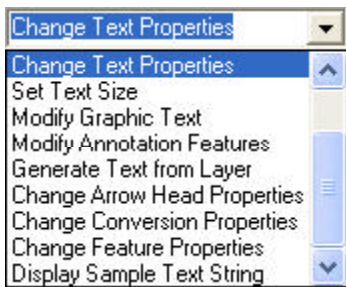 Change Text Properties
Change Text Properties
Set Text Size
Modify Graphic Text
Modify Annotation Features
Generate Text from Layer
Change Arrow Head Properties
Change Conversion Properties
Change Feature Properties
Display Sample Text String